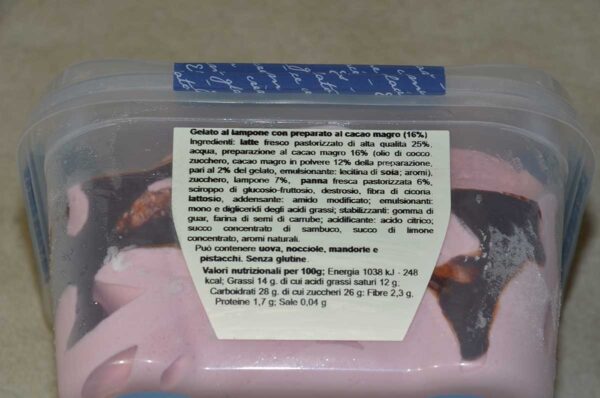 Gelato al lampone con preparato al cacao magro (16%)
Ingredienti: latte fresco pastorizzato di alta qualità 25%,
acqua, preparazione al cacao magro 16% (olio di cocco,
zucchero, cacao magro in polvere 12% della preparazione,
pari al 2% del gelato, emulsionante: lecitina di soia; aromi),
zucchero, lampone 7%, panna fresca pastorizzata 6%,
sciroppo di glucosio-fruttosio, destrosio, fibra di cicoria
lattosio, addensante: amido modificato; emulsionanti:
mono e digliceridi degli acidi grassi; stabilizzanti: gomma di
guar, farina di semi di carrube; acidificante: acido citrico;
succo concentrato di sambuco, succo di limone
concentrato, aromi naturali.
Può contenere uova, nocciole, mandorle e
pistacchi. Senza glutine.
Valori nutrizionali per 100g; Energia 1038 kJ - 248
kcal; Grassi 14 g. di cui acidi grassi saturi 12 g.
Carboidrati 28 g. di cui zuccheri 26 g; Fibre 2,3 g.
Proteine 1,7 g; Sale 0,04 g